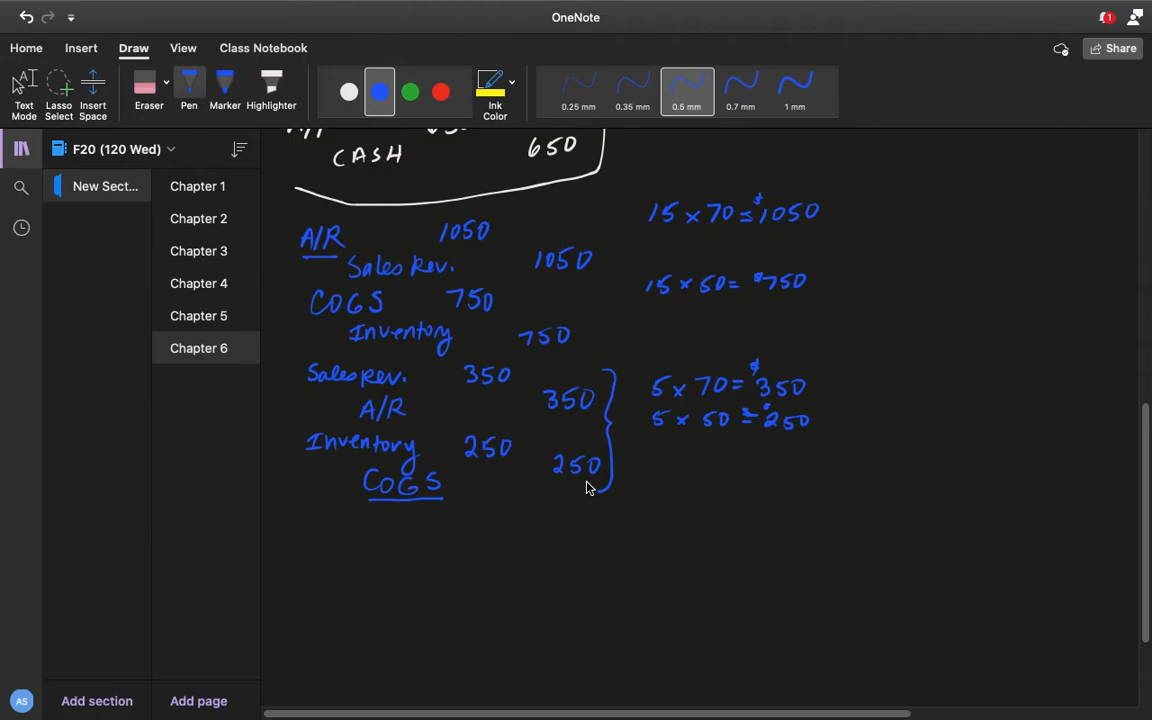 OneNote
1
Home Insert Draw View Class Notebook
Share
Text Mode
Lasso Select
Insert Space
Eraser
Pen
Marker
Highlighter
Ink Color
0.25 mm
0.35 mm
0.5 mm
0.7 mm
1 mm
F20 (120 Wed)
New Sect...
Chapter 1
Chapter 2
Chapter 3
Chapter 4
Chapter 5
Chapter 6
CASH 650
A/R 1050
Sales Rev. 1050
COGS 750
Inventory 750
Sales Rev. 350
A/R 350
Inventory 250
COGS 250
15 x 70 = $1050
15 x 50 = $750
5 x 70 = $350
5 x 50 = $250
AS
Add section
Add page